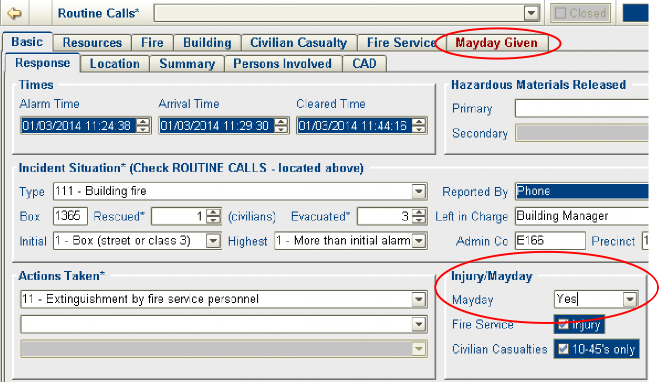 Routine Calls* Closed
Basic Resources Fire Building Civilian Casualty Fire Service Mayday Given
Response Location Summary Persons Involved CAD
Times
Alarm Time Arrival Time Cleared Time
01/03/2014 11:24:38 01/03/2014 11:29:30 01/03/2014 11:44:16
Hazardous Materials Released
Primary
Secondary
Incident Situation* (Check ROUTINE CALLS - located above)
Type 111 - Building fire Reported By Phone
Box 1365 Rescued* 1 (civilians) Evacuated* 3 Left in Charge Building Manager
Initial 1 - Box (street or class 3) Highest 1 - More than initial alarm Admin Co E166 Precinct 1
Actions Taken*
11 - Extinguishment by fire service personnel
Injury/Mayday
Mayday Yes
Fire Service Injury
Civilian Casualties 10-45's only